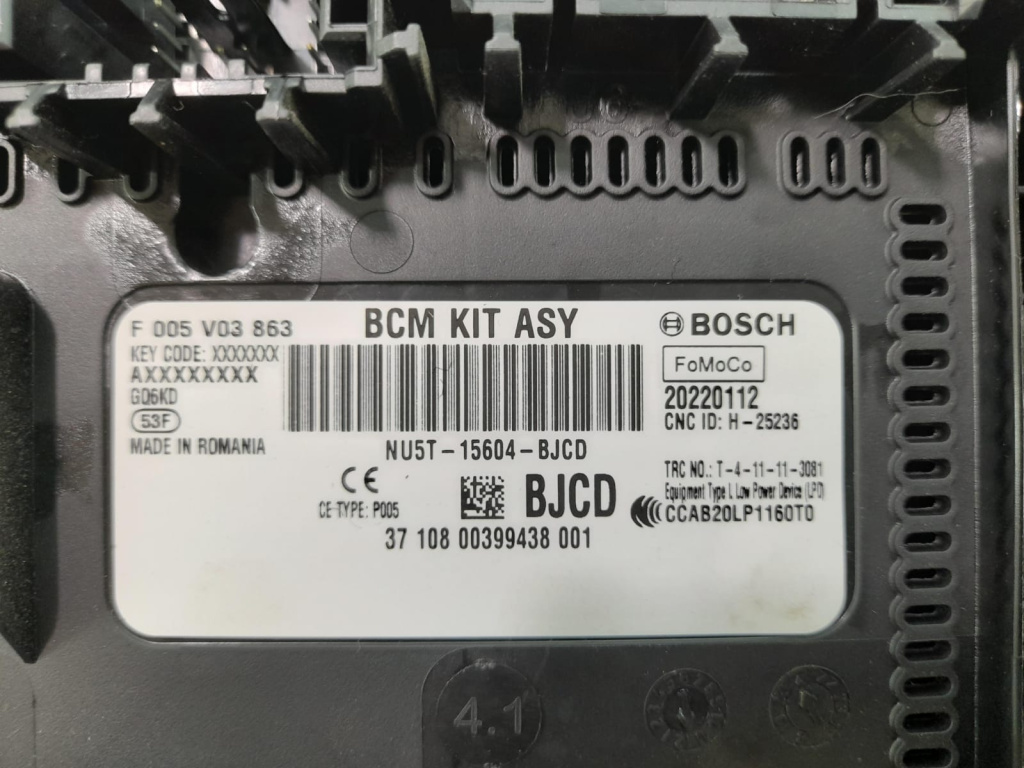 F 005 V03 863
BCM KIT ASY
BOSCH
KEY CODE: XXXXXXX
AXXXXXXXX
GQ6KD
53F
MADE IN ROMANIA
NU5T-15604-BJCD
FoMoCo
20220112
CNC ID: H-25236
TRC NO.: T-4-11-11-3081
Equipment Type I, Low Power Device (LPD)
CCAB20LP1160T0
CE
CE TYPE: P005
BJCD
37 108 00399438 001
4.1